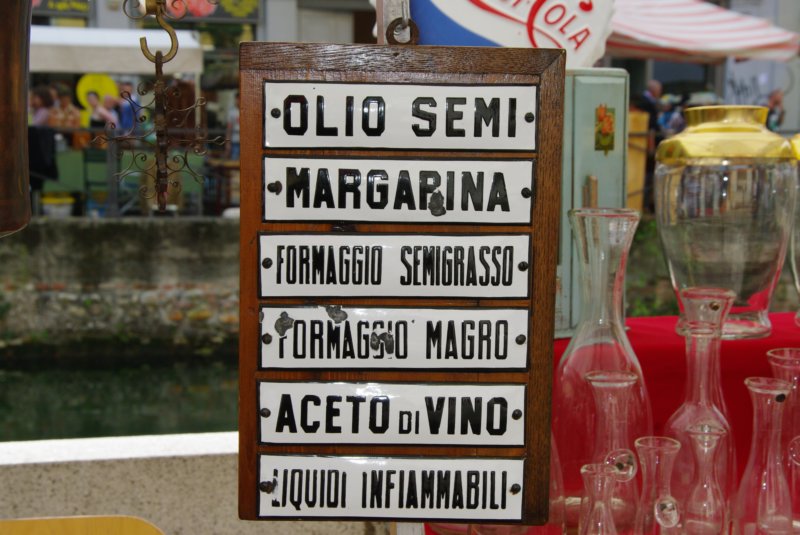 OLIO SEMI
MARGARINA
FORMAGGIO SEMIGRASSO
FORMAGGIO MAGRO
ACETO DI VINO
LIQUIDI INFIAMMABILI